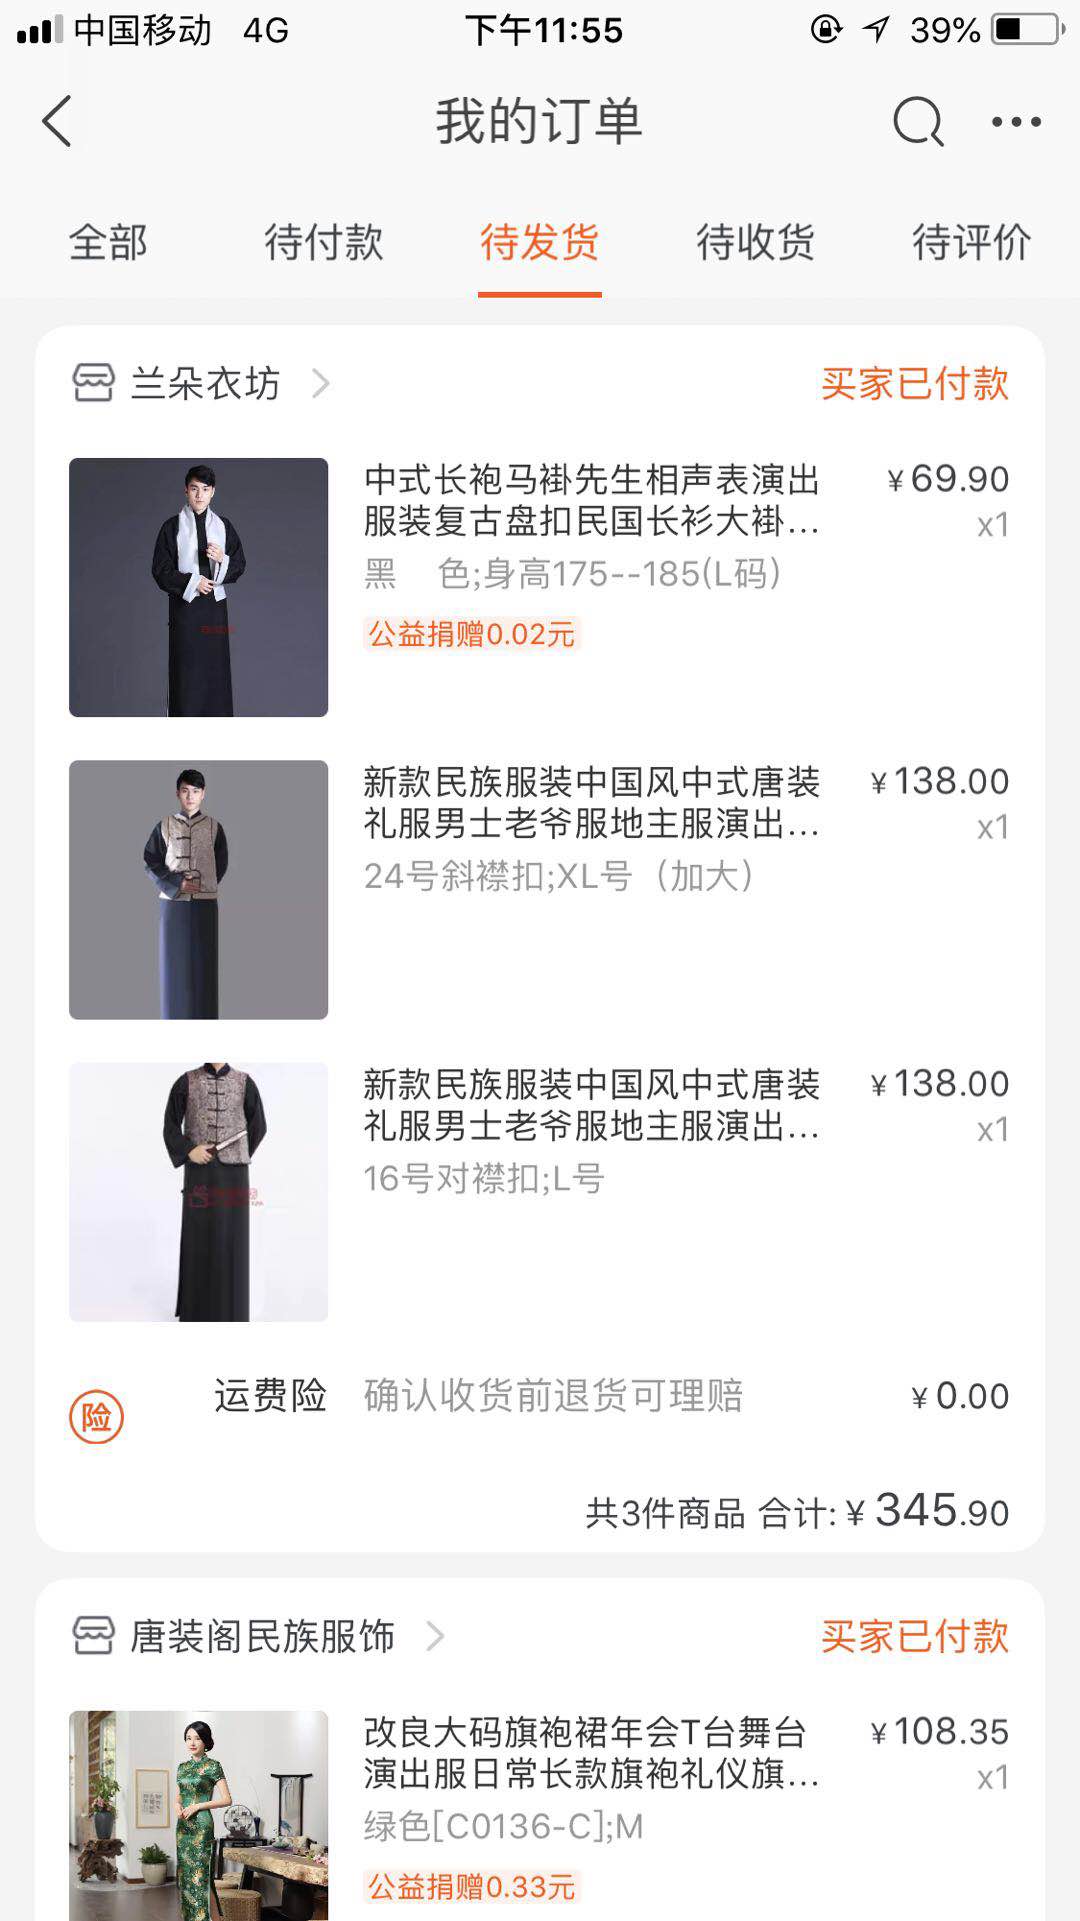 中国移动 4G 下午11:55 39%
我的订单
全部 待付款 待发货 待收货 待评价
兰朵衣坊 买家已付款
中式长袍马褂先生相声表演出 ¥69.90
服装复古盘扣民国长衫大褂... x1
黑 色;身高175--185(L码)
公益捐赠0.02元
新款民族服装中国风中式唐装 ¥138.00
礼服男士老爷服地主服演出... x1
24号斜襟扣;XL号（加大）
新款民族服装中国风中式唐装 ¥138.00
礼服男士老爷服地主服演出... x1
16号对襟扣;L号
险 运费险 确认收货前退货可理赔 ¥0.00
共3件商品 合计:¥345.90
唐装阁民族服饰 买家已付款
改良大码旗袍裙年会T台舞台 ¥108.35
演出服日常长款旗袍礼仪旗... x1
绿色[C0136-C];M
公益捐赠0.33元